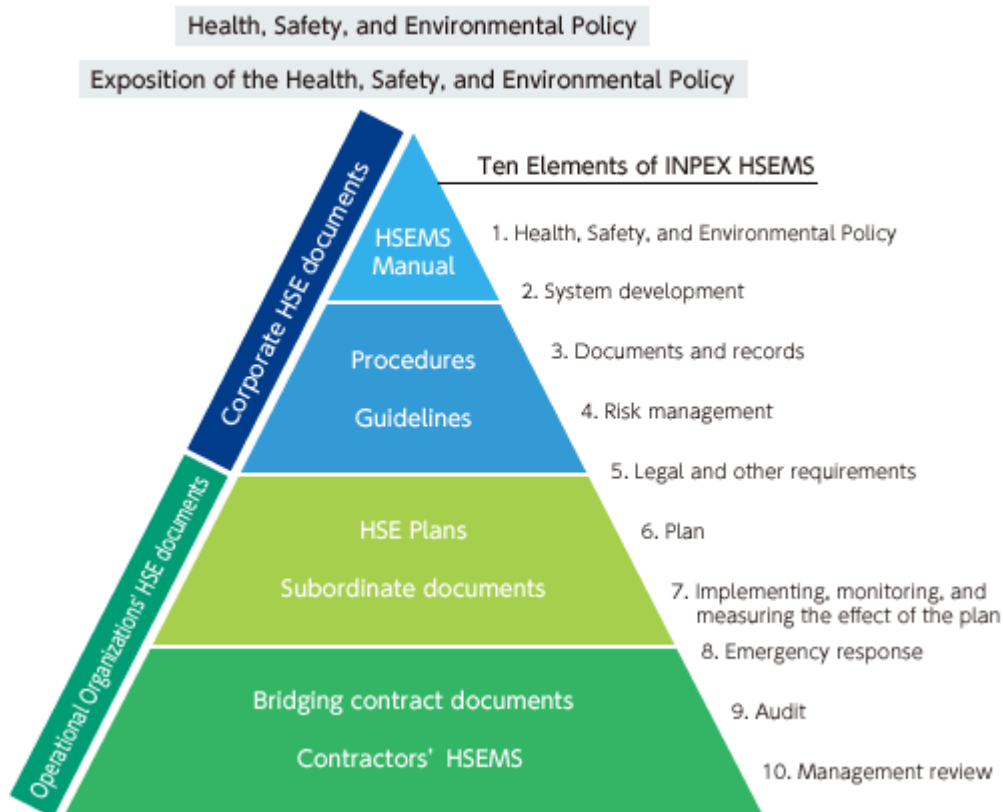 Health, Safety, and Environmental Policy
Exposition of the Health, Safety, and Environmental Policy
Corporate HSE documents
Operational Organizations' HSE documents
HSEMS
Manual
Procedures
Guidelines
HSE Plans
Subordinate documents
Bridging contract documents
Contractors' HSEMS
Ten Elements of INPEX HSEMS
1. Health, Safety, and Environmental Policy
2. System development
3. Documents and records
4. Risk management
5. Legal and other requirements
6. Plan
7. Implementing, monitoring, and
measuring the effect of the plan
8. Emergency response
9. Audit
10. Management review